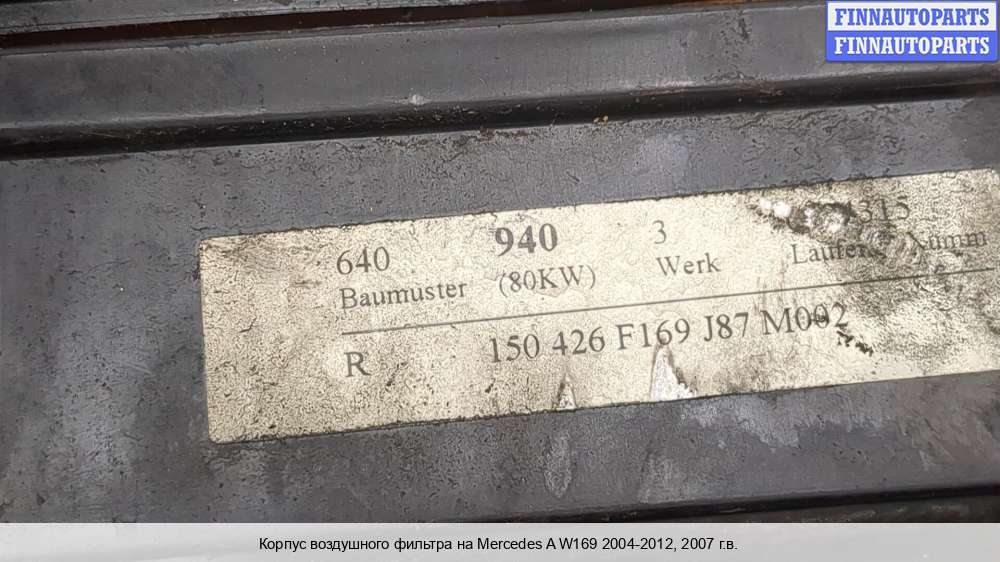 FINNAUTOPARTS
FINNAUTOPARTS
640 940 3 315
Baumuster (80KW) Werk
R 150 426 F169 J87 M002
Корпус воздушного фильтра на Mercedes A W169 2004-2012, 2007 г.в.